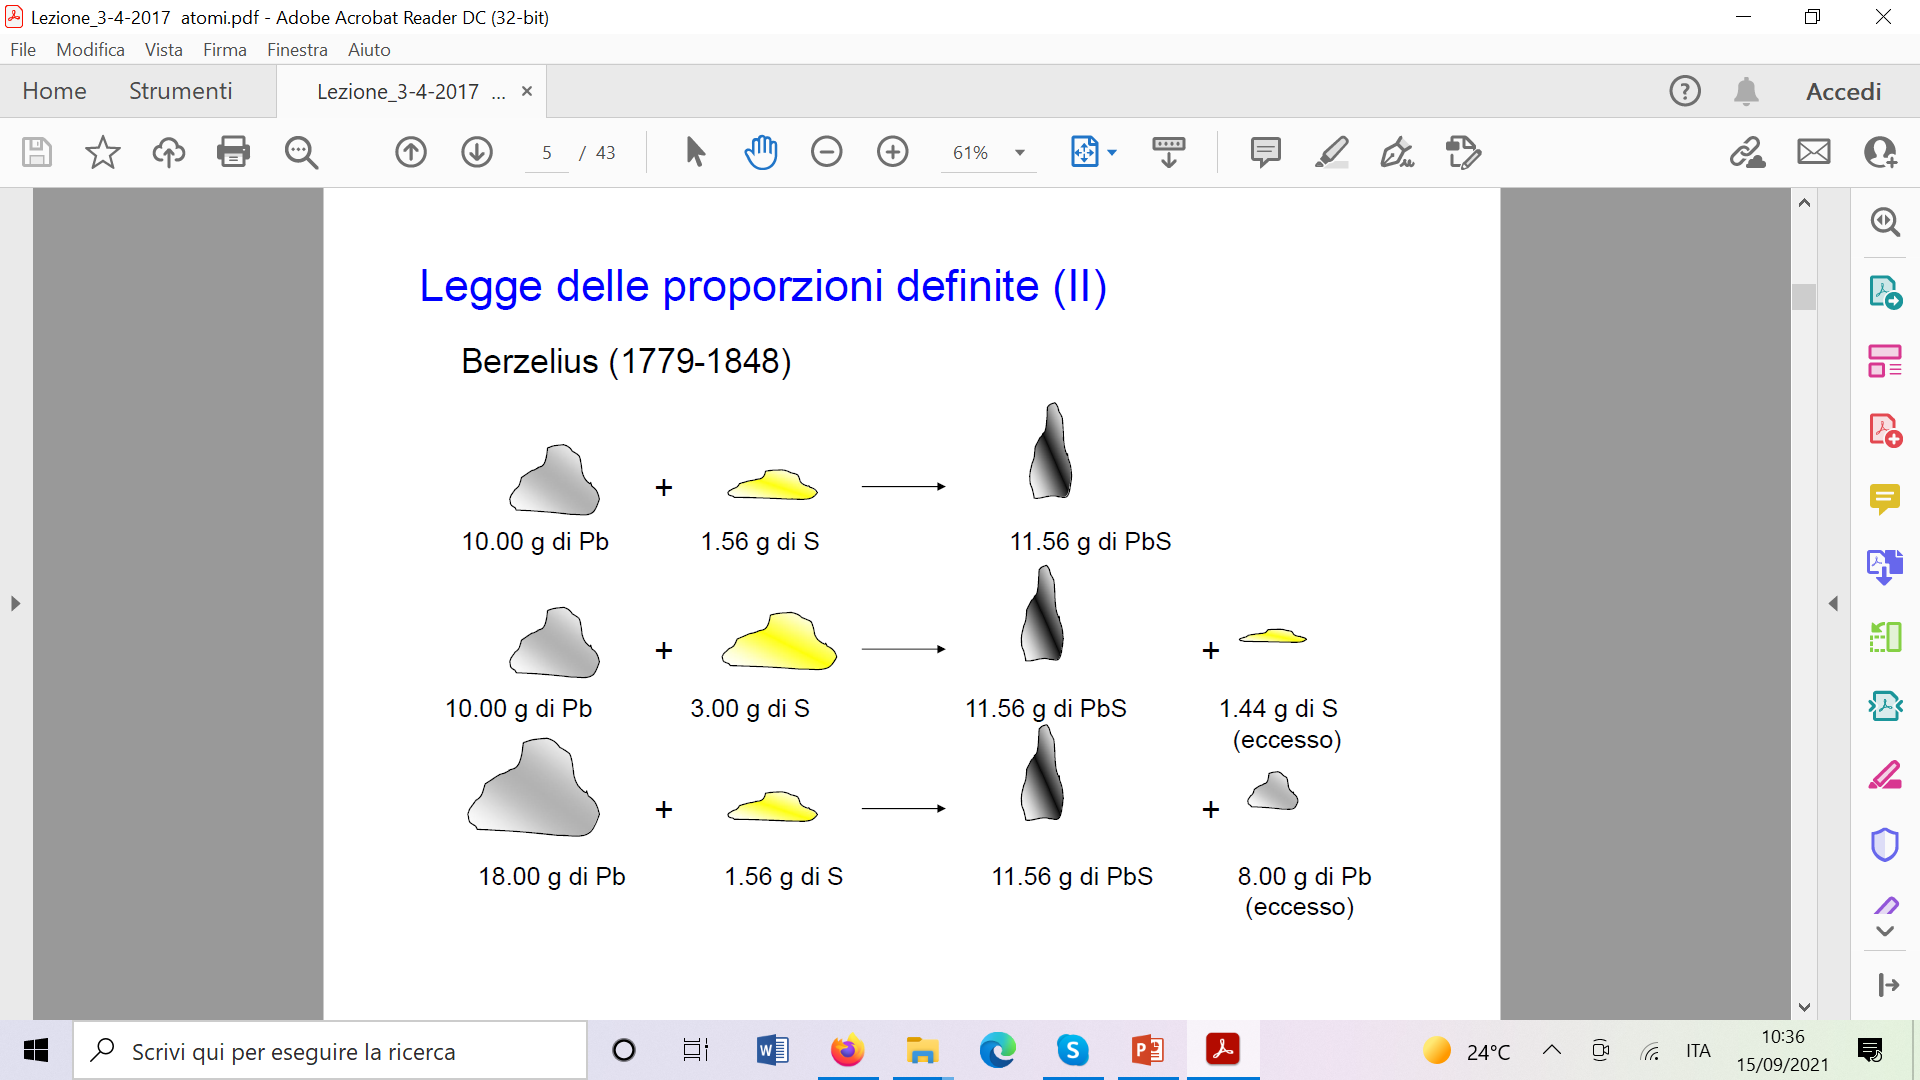 Lezione_3-4-2017  atomi.pdf - Adobe Acrobat Reader DC (32-bit)
File Modifica Vista Firma Finestra Aiuto
Home Strumenti Lezione_3-4-2017 ... × Accedi
5 / 43 61%
Legge delle proporzioni definite (II)
Berzelius (1779-1848)
+
10.00 g di Pb 1.56 g di S 11.56 g di PbS
+ +
10.00 g di Pb 3.00 g di S 11.56 g di PbS 1.44 g di S
(eccesso)
+ +
18.00 g di Pb 1.56 g di S 11.56 g di PbS 8.00 g di Pb
(eccesso)
Scrivi qui per eseguire la ricerca 24°C ITA 10:36
15/09/2021